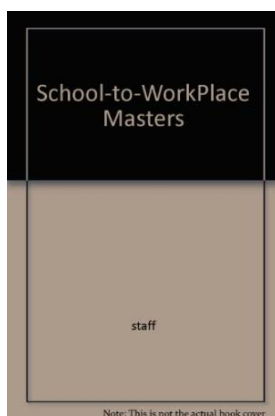 School-to-WorkPlace
Masters
staff
Note: This is not the actual book cover